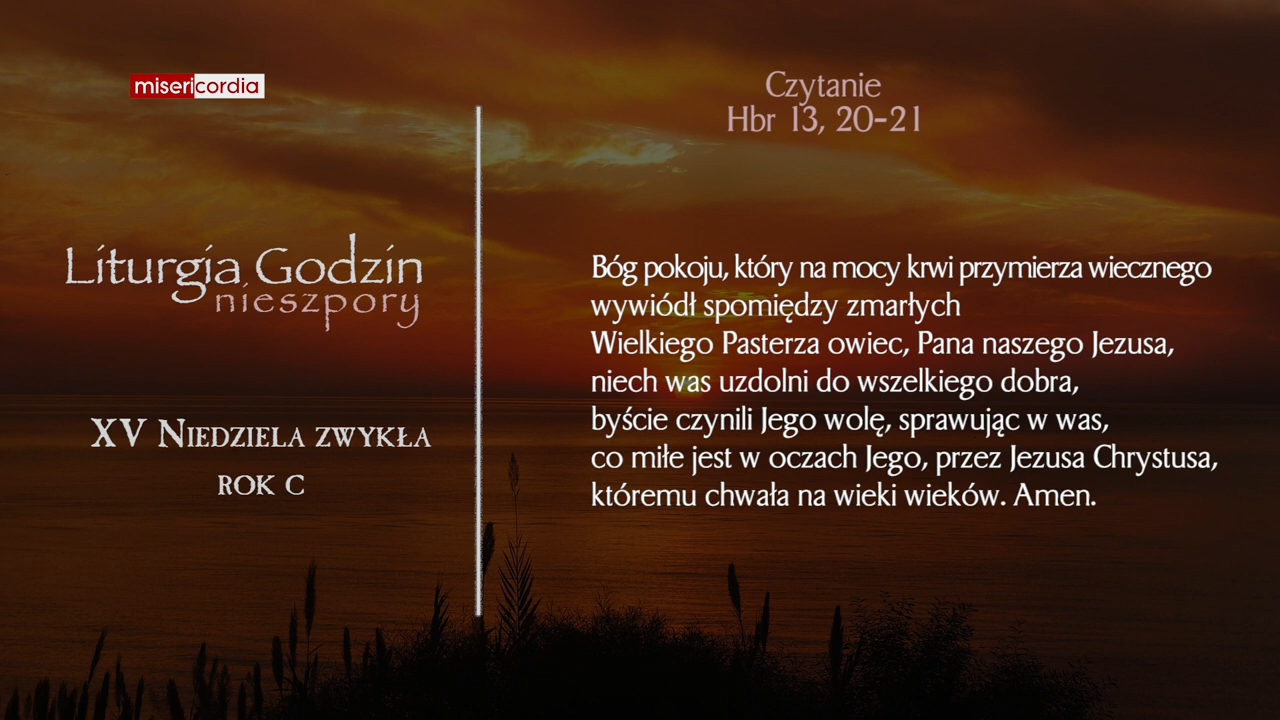 misericordia
Liturgia Godzin
nieszpory
XV Niedziela zwykła
rok C
Czytanie
Hbr 13, 20-21
Bóg pokoju, który na mocy krwi przymierza wiecznego
wywiódł spomiędzy zmarłych
Wielkiego Pasterza owiec, Pana naszego Jezusa,
niech was uzdolni do wszelkiego dobra,
byście czynili Jego wolę, sprawując w was,
co miłe jest w oczach Jego, przez Jezusa Chrystusa,
któremu chwała na wieki wieków. Amen.